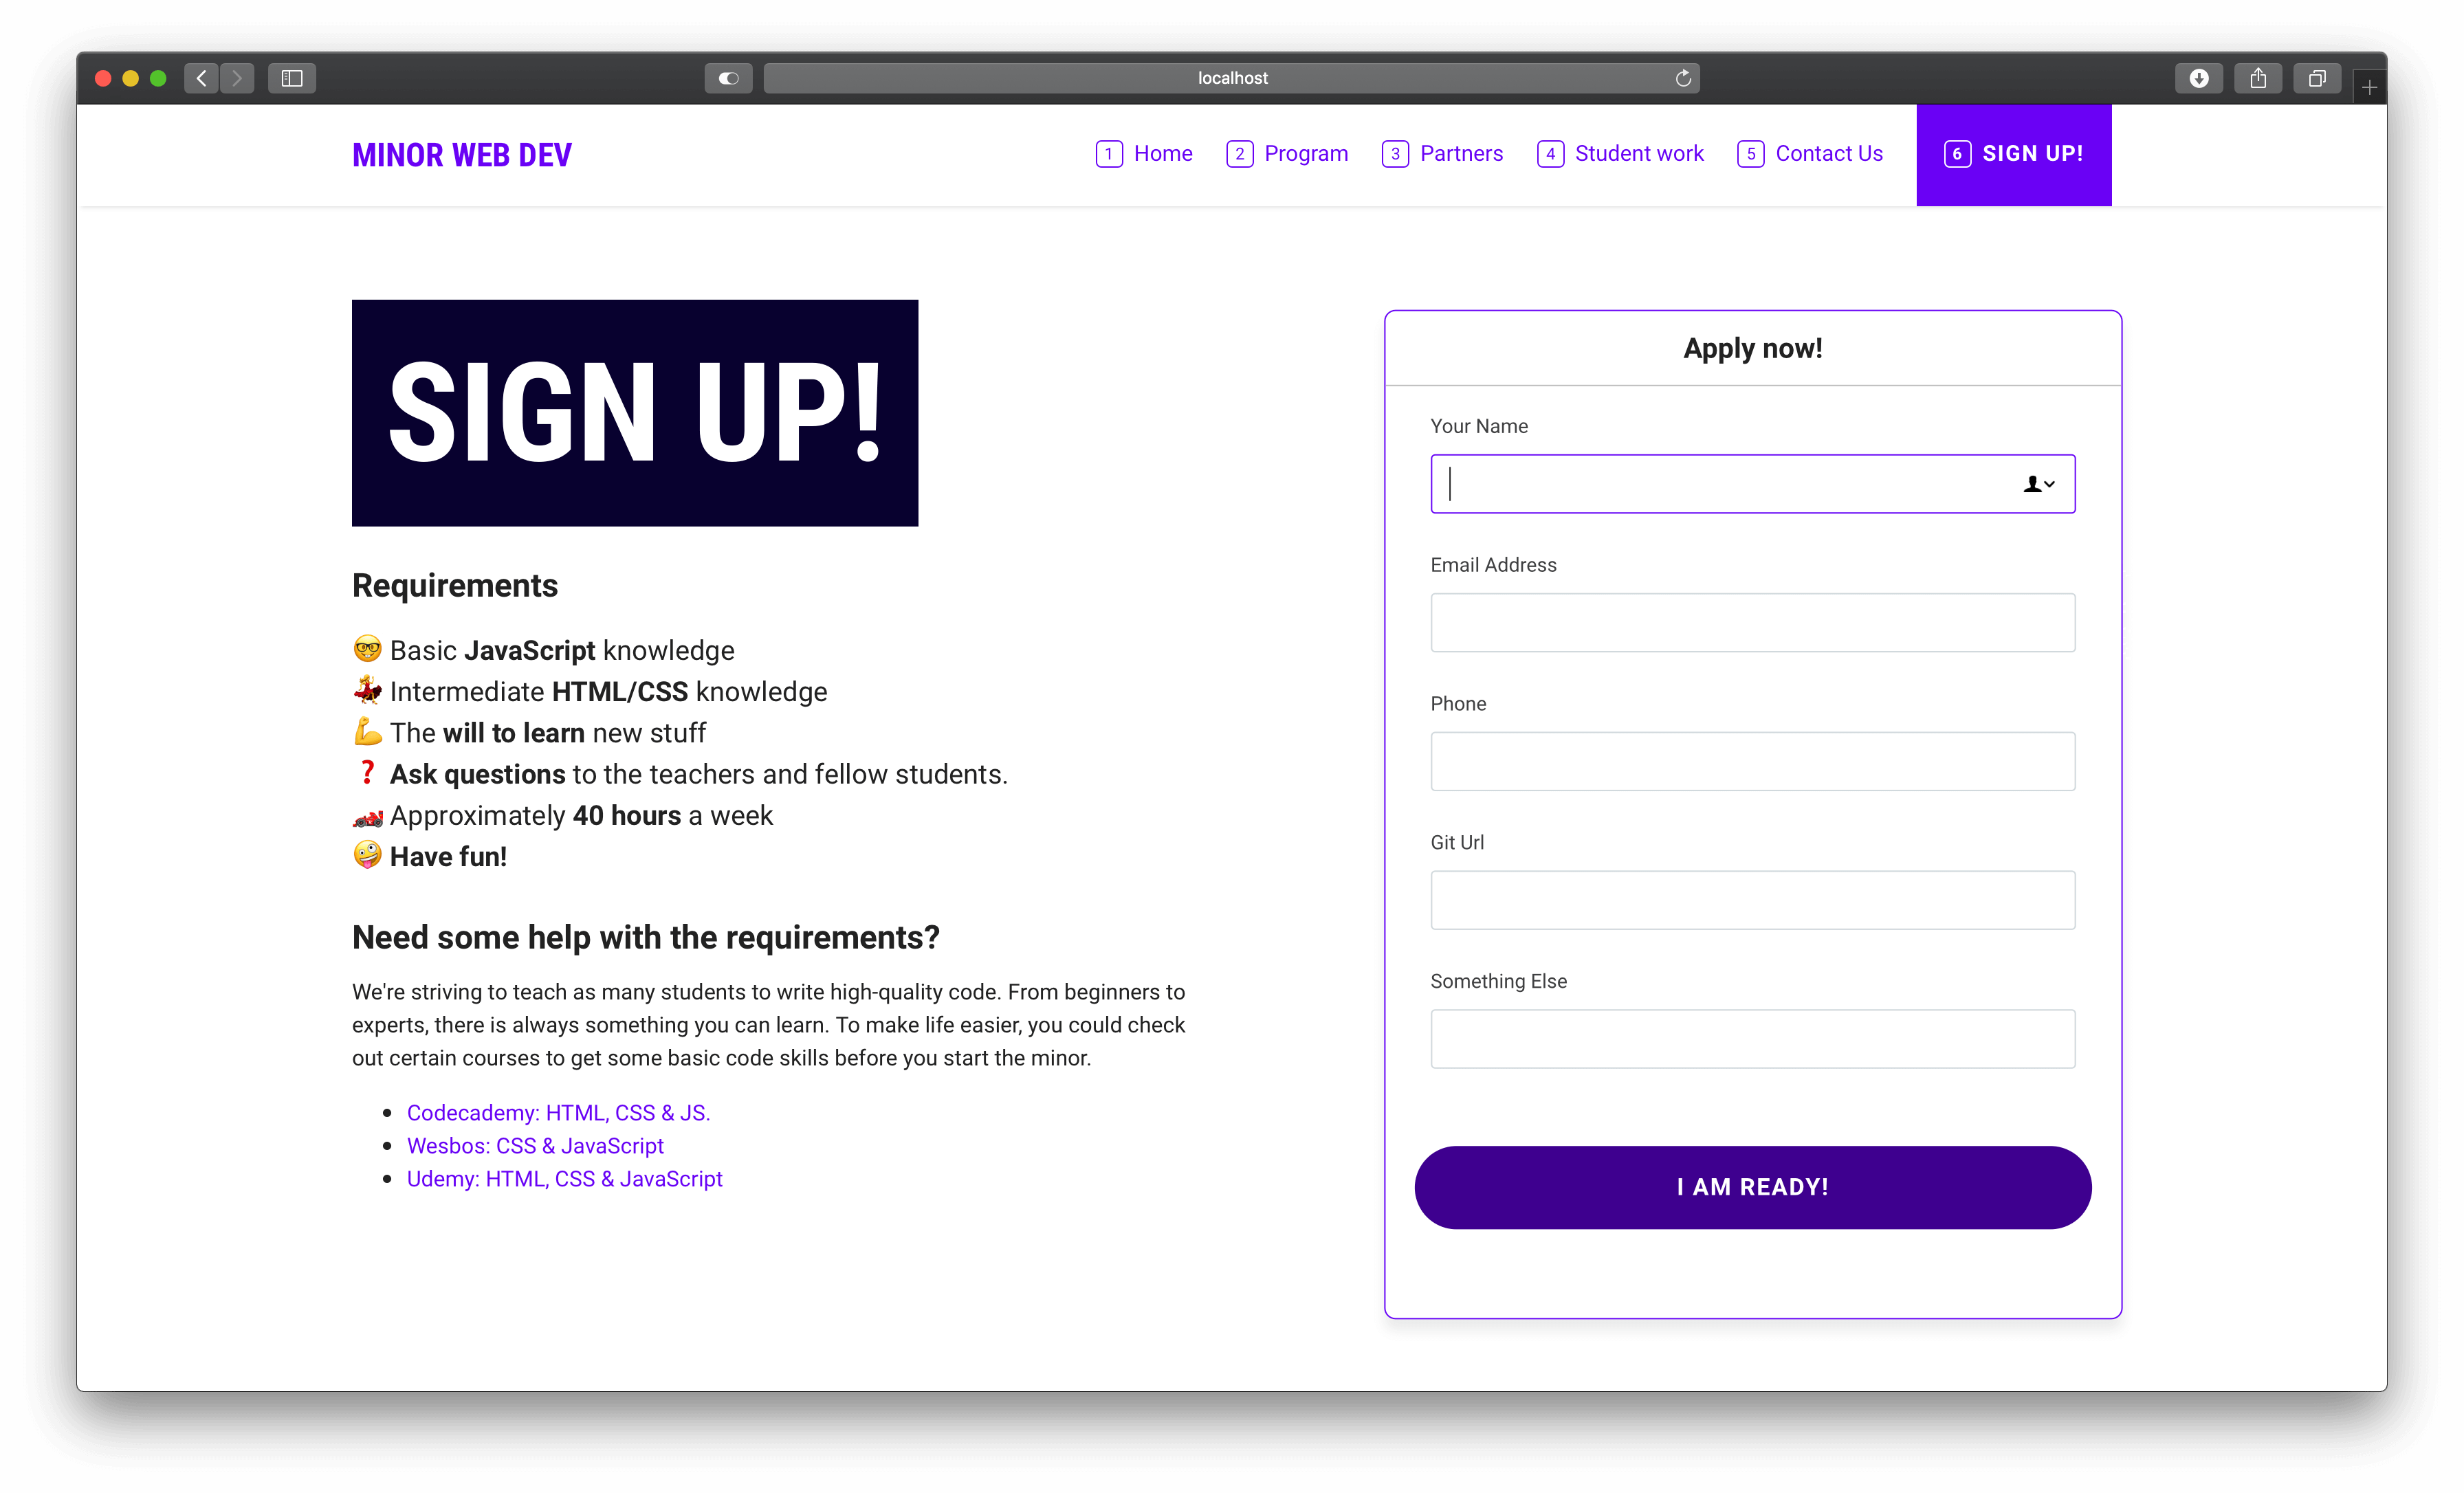 localhost
MINOR WEB DEV
1 Home
2 Program
3 Partners
4 Student work
5 Contact Us
6 SIGN UP!
SIGN UP!
Requirements
🤓 Basic JavaScript knowledge
💃 Intermediate HTML/CSS knowledge
💪 The will to learn new stuff
❓ Ask questions to the teachers and fellow students.
🏎 Approximately 40 hours a week
🤪 Have fun!
Need some help with the requirements?
We're striving to teach as many students to write high-quality code. From beginners to
experts, there is always something you can learn. To make life easier, you could check
out certain courses to get some basic code skills before you start the minor.
• Codecademy: HTML, CSS & JS.
• Wesbos: CSS & JavaScript
• Udemy: HTML, CSS & JavaScript
Apply now!
Your Name
Email Address
Phone
Git Url
Something Else
I AM READY!